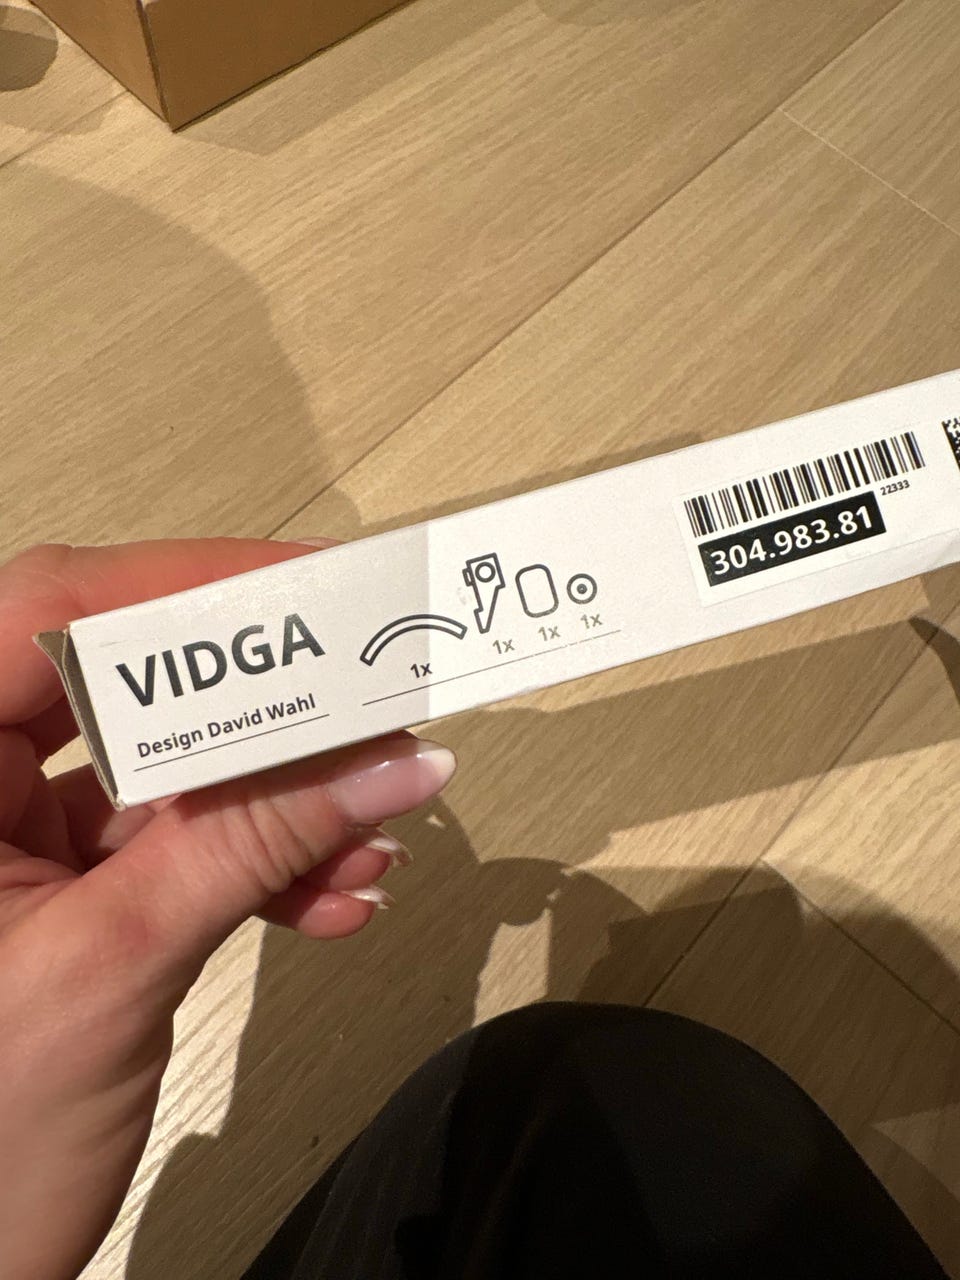 VIDGA
Design David Wahl
1x
1x
1x
1x
22333
304.983.81